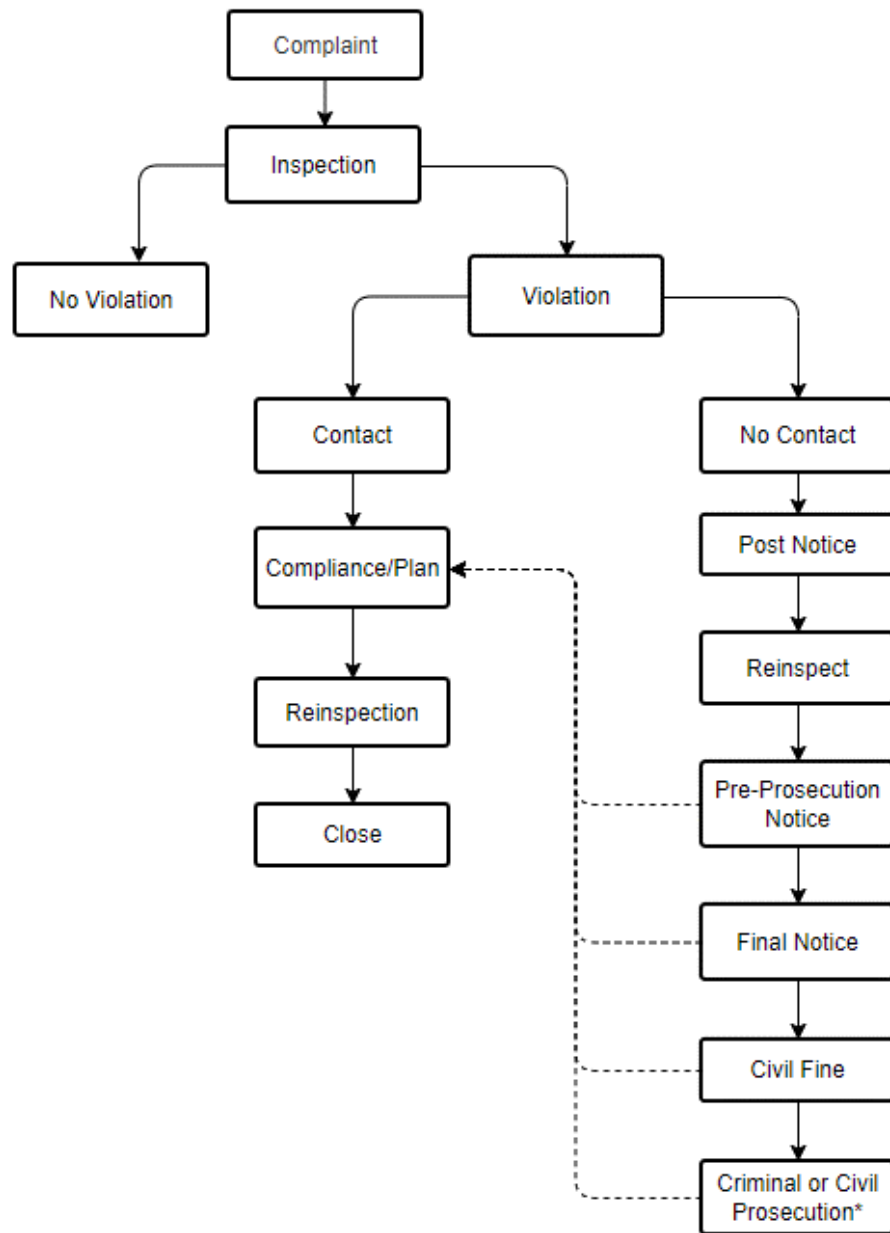 Complaint
Inspection
No Violation
Violation
Contact
No Contact
Post Notice
Compliance/Plan
Reinspect
Reinspection
Pre-Prosecution
Notice
Close
Final Notice
Civil Fine
Criminal or Civil
Prosecution*